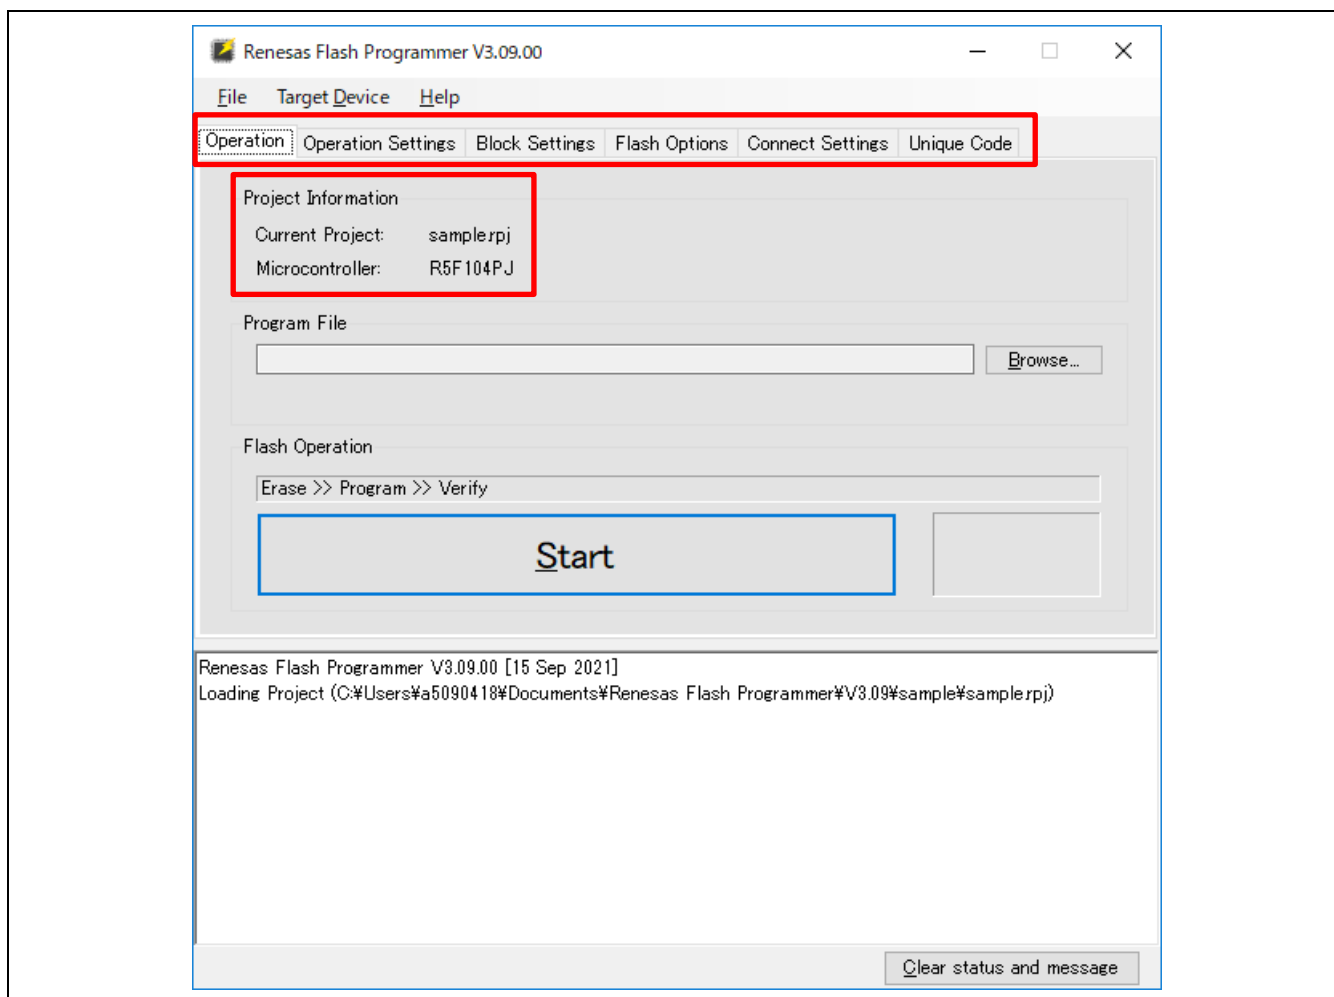 Renesas Flash Programmer V3.09.00
File Target Device Help
Operation Operation Settings Block Settings Flash Options Connect Settings Unique Code
Project Information
Current Project: sample.rpj
Microcontroller: R5F104PJ
Program File
Browse...
Flash Operation
Erase >> Program >> Verify
Start
Renesas Flash Programmer V3.09.00 [15 Sep 2021]
Loading Project (C:¥Users¥a5090418¥Documents¥Renesas Flash Programmer¥V3.09¥sample¥sample.rpj)
Clear status and message